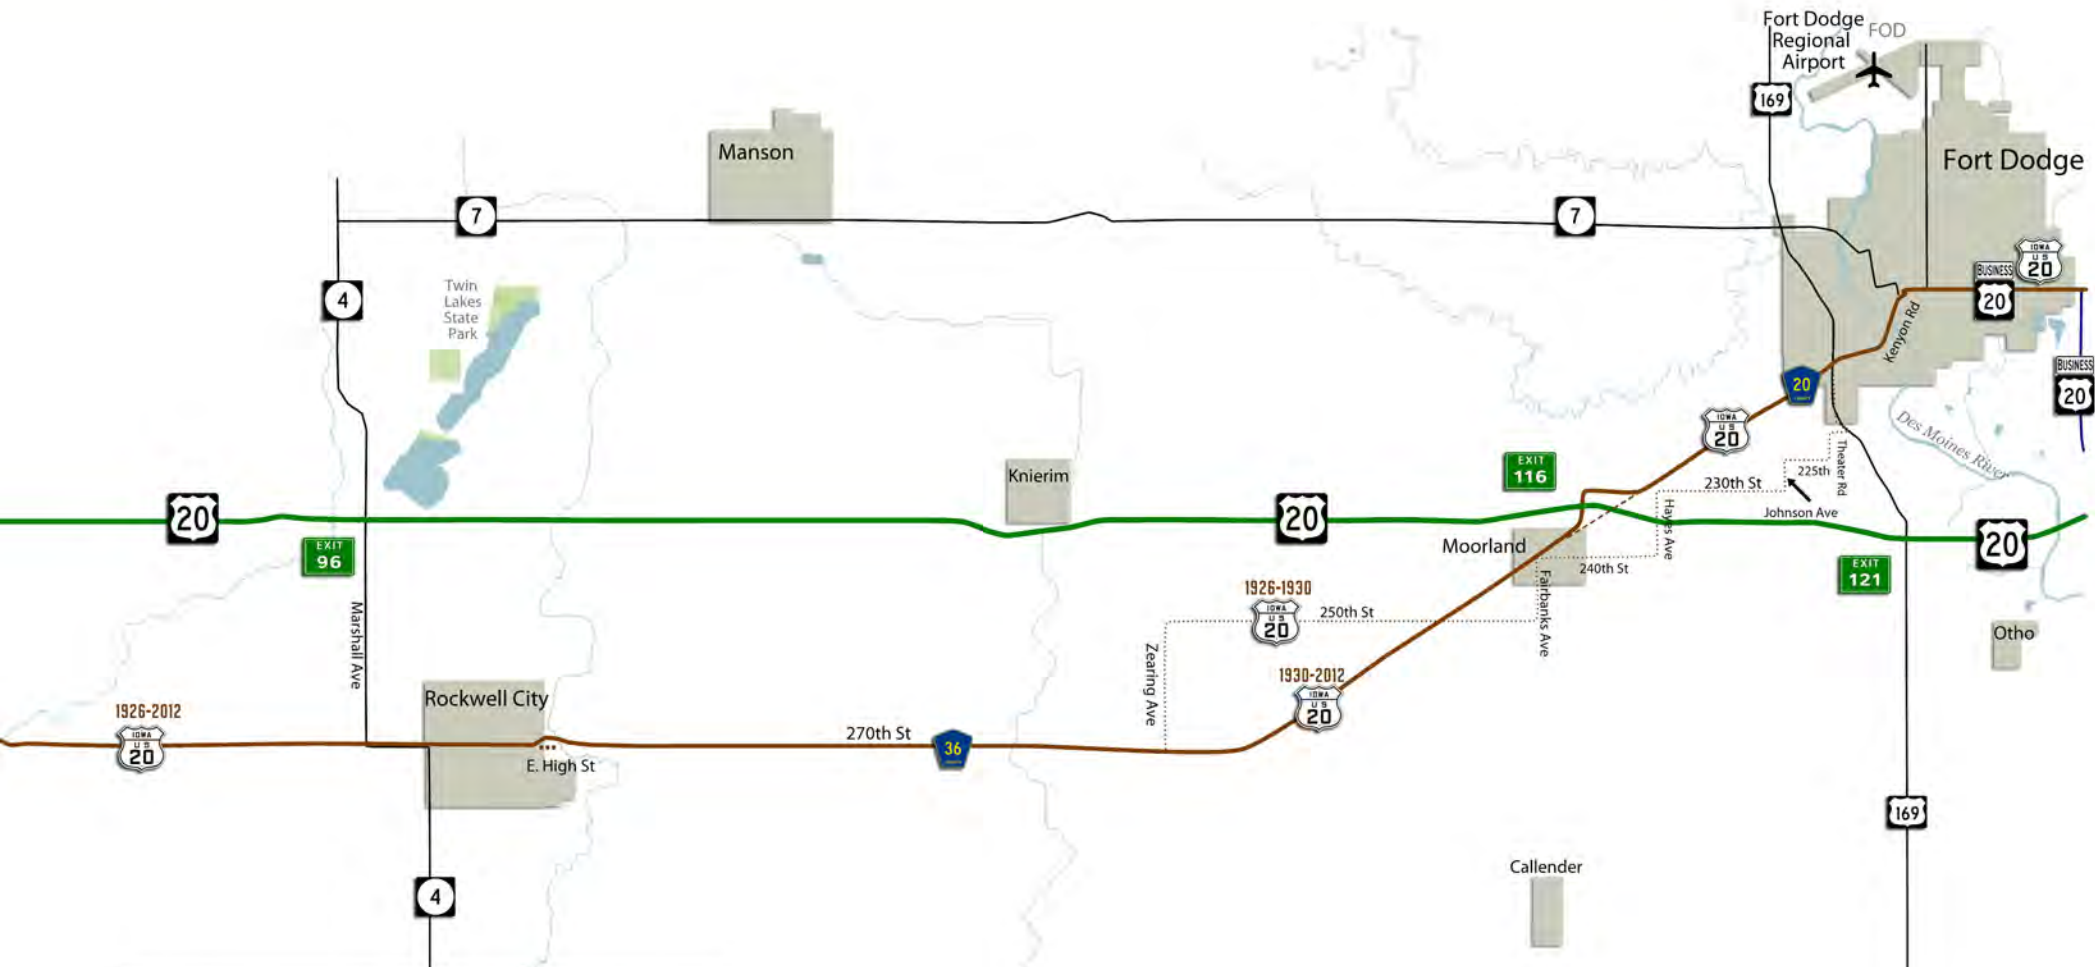 Fort Dodge
Regional
Airport
FOD
169
Manson
Fort Dodge
7
7
IOWA
US
20
BUSINESS
20
4
Twin
Lakes
State
Park
Kenyon Rd
BUSINESS
20
20
IOWA
US
20
Des Moines River
Theater Rd
225th
230th St
Johnson Ave
Hayes Ave
EXIT
116
Knierim
20
20
20
EXIT
96
Moorland
240th St
EXIT
121
Fairbanks Ave
1926-1930
IOWA
US
20
250th St
Otho
Marshall Ave
Zearing Ave
Rockwell City
1930-2012
IOWA
US
20
1926-2012
IOWA
US
20
270th St
36
E. High St
169
Callender
4